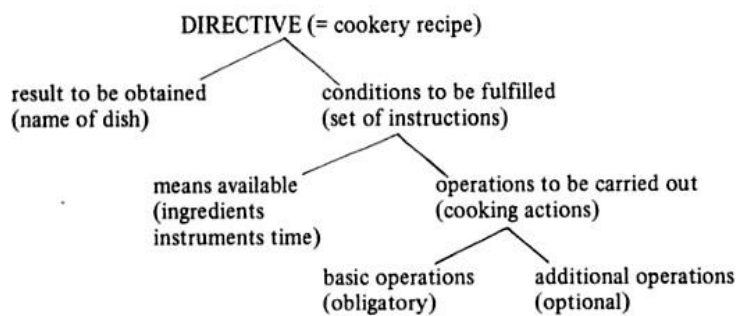 DIRECTIVE (= cookery recipe)
result to be obtained
(name of dish)
conditions to be fulfilled
(set of instructions)
means available
(ingredients
instruments time)
operations to be carried out
(cooking actions)
basic operations
(obligatory)
additional operations
(optional)